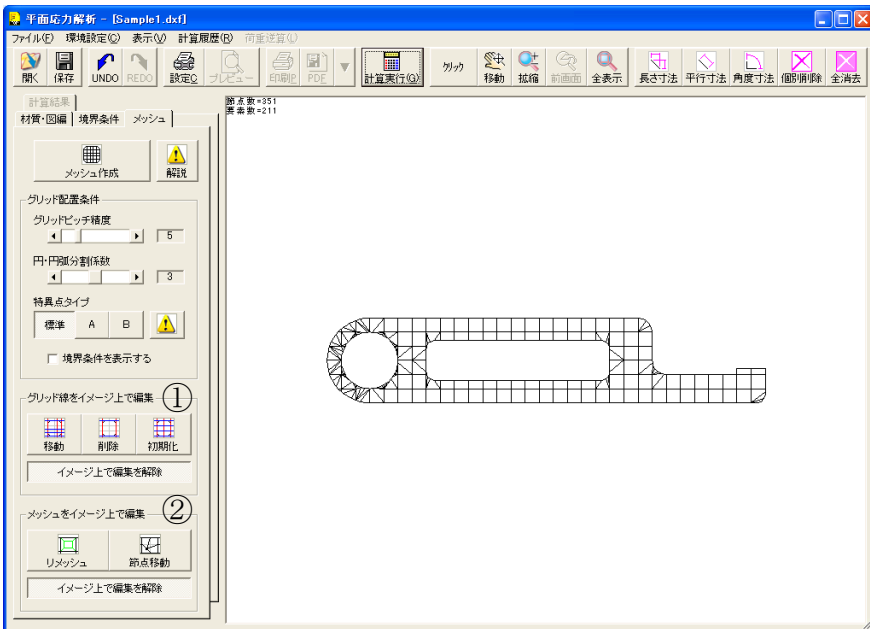 平面応力解析 - [Sample1.dxf]
ファイル(F) 環境設定(C) 表示(V) 計算履歴(R) 荷重逆算(L)
開く 保存 UNDO REDO 設定Q プレビュー 印刷P PDF 計算実行(G) クリック 移動 拡縮 前画面 全表示 長さ寸法 平行寸法 角度寸法 個別削除 全消去
計算結果
材質・図編 境界条件 メッシュ
節点数=351
要素数=211
メッシュ作成 解説
グリッド配置条件
グリッドピッチ精度
5
円・円弧分割係数
3
特異点タイプ
標準 A B
境界条件を表示する
グリッド線をイメージ上で編集 ①
移動 削除 初期化
イメージ上で編集を解除
メッシュをイメージ上で編集 ②
リメッシュ 節点移動
イメージ上で編集を解除